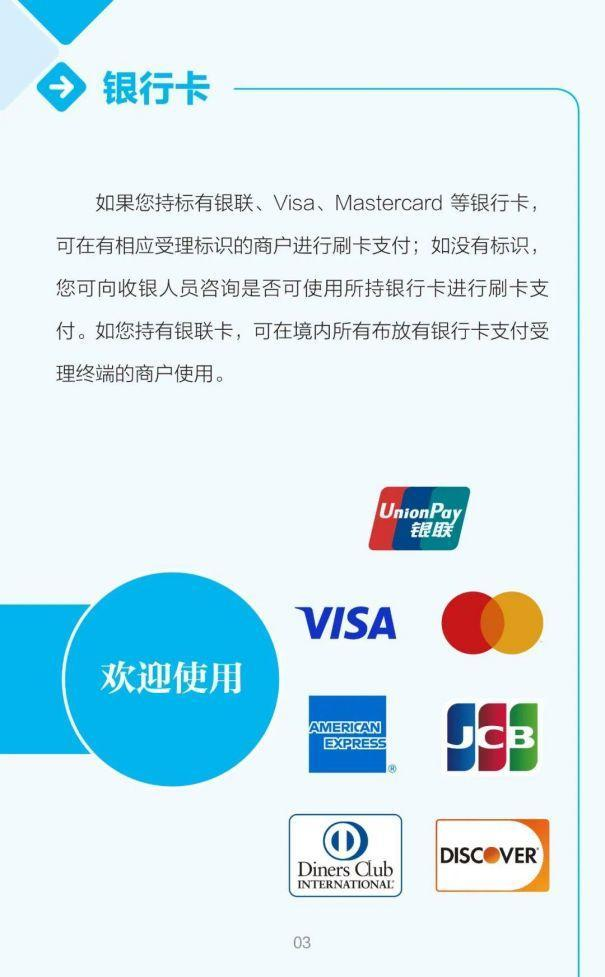 银行卡
如果您持标有银联、Visa、Mastercard 等银行卡，
可在有相应受理标识的商户进行刷卡支付；如没有标识，
您可向收银人员咨询是否可使用所持银行卡进行刷卡支
付。如您持有银联卡，可在境内所有布放有银行卡支付受
理终端的商户使用。
UnionPay
银联
欢迎使用
VISA
AMERICAN
EXPRESS
®
JCB
Diners Club
INTERNATIONAL
DISCOVER
03